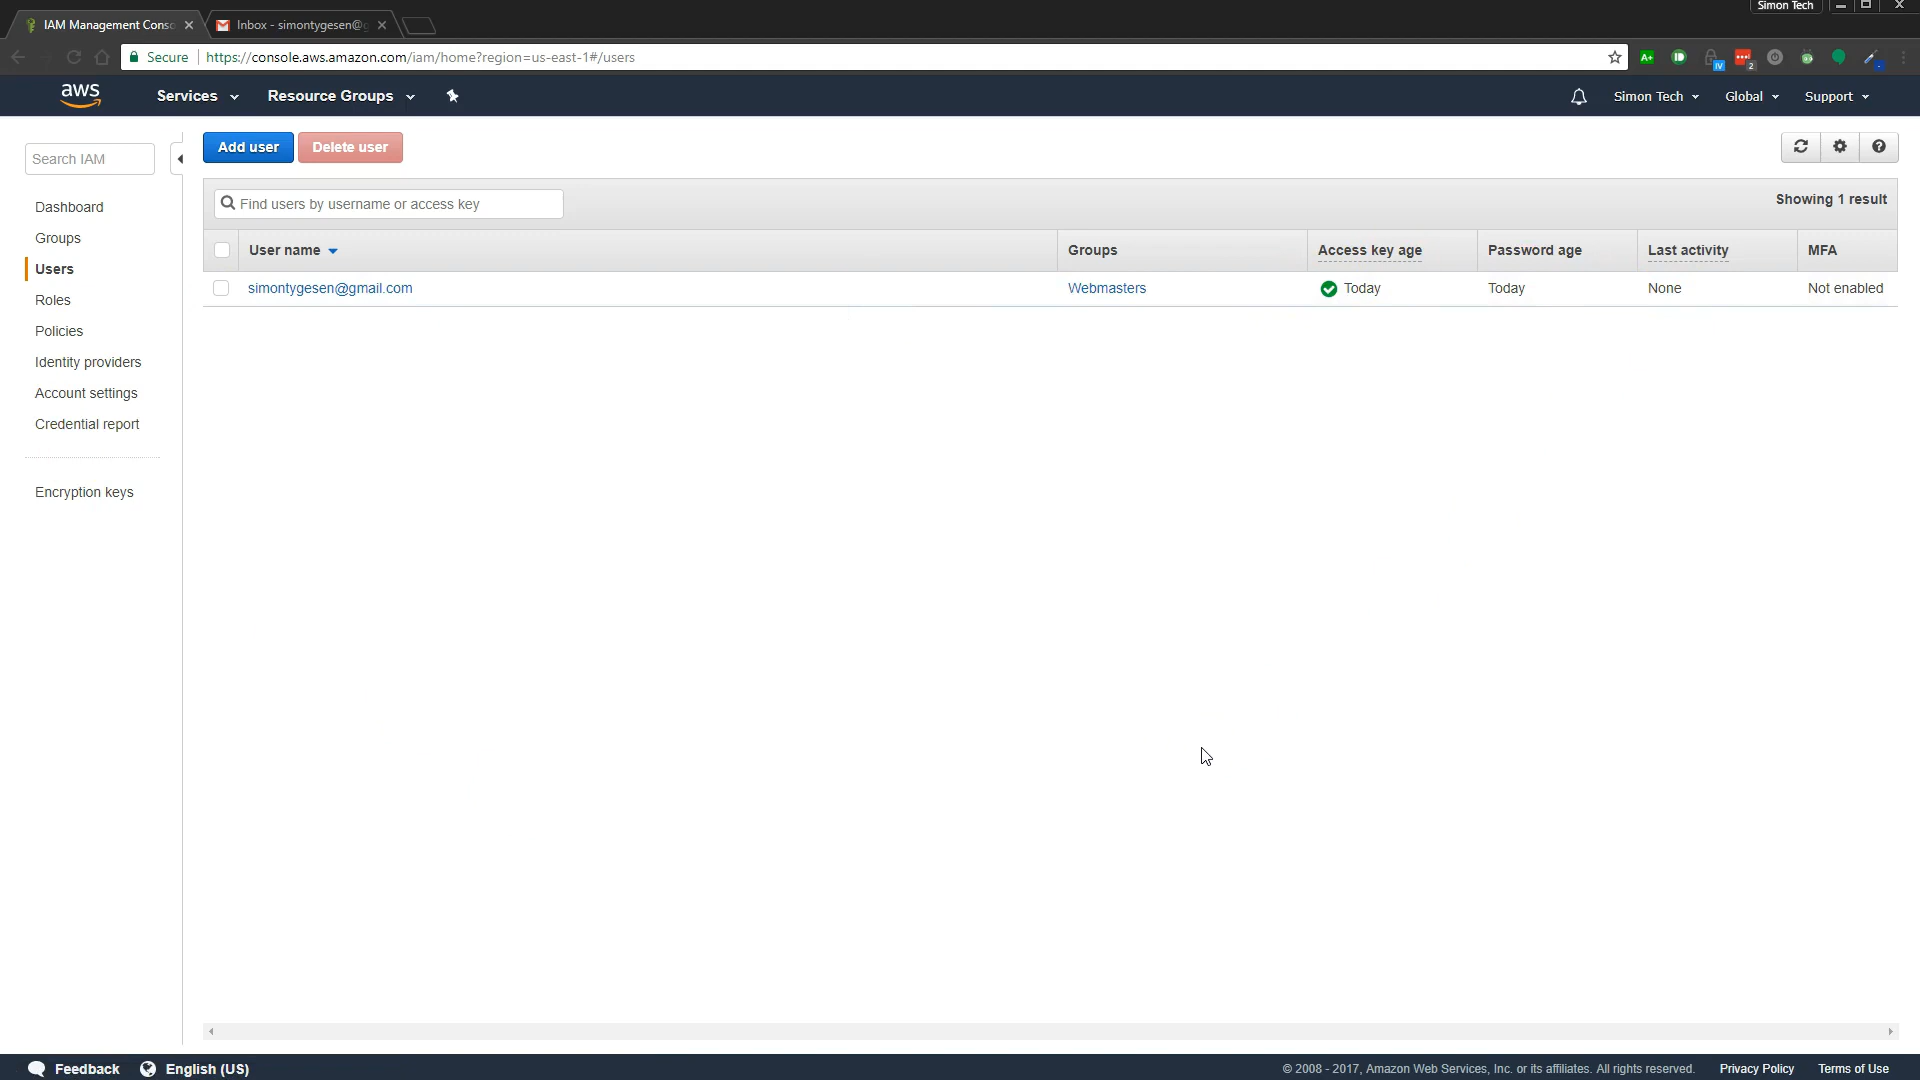 Simon Tech
IAM Management Conso
Inbox - simontygesen@g
Secure
https://console.aws.amazon.com/iam/home?region=us-east-1#/users
A+
IV
2
aws
Services
Resource Groups
Simon Tech
Global
Support
Search IAM
Add user
Delete user
Dashboard
Find users by username or access key
Showing 1 result
Groups
User name
Groups
Access key age
Password age
Last activity
MFA
Users
simontygesen@gmail.com
Webmasters
Today
Today
None
Not enabled
Roles
Policies
Identity providers
Account settings
Credential report
Encryption keys
Feedback
English (US)
© 2008 - 2017, Amazon Web Services, Inc. or its affiliates. All rights reserved.
Privacy Policy
Terms of Use